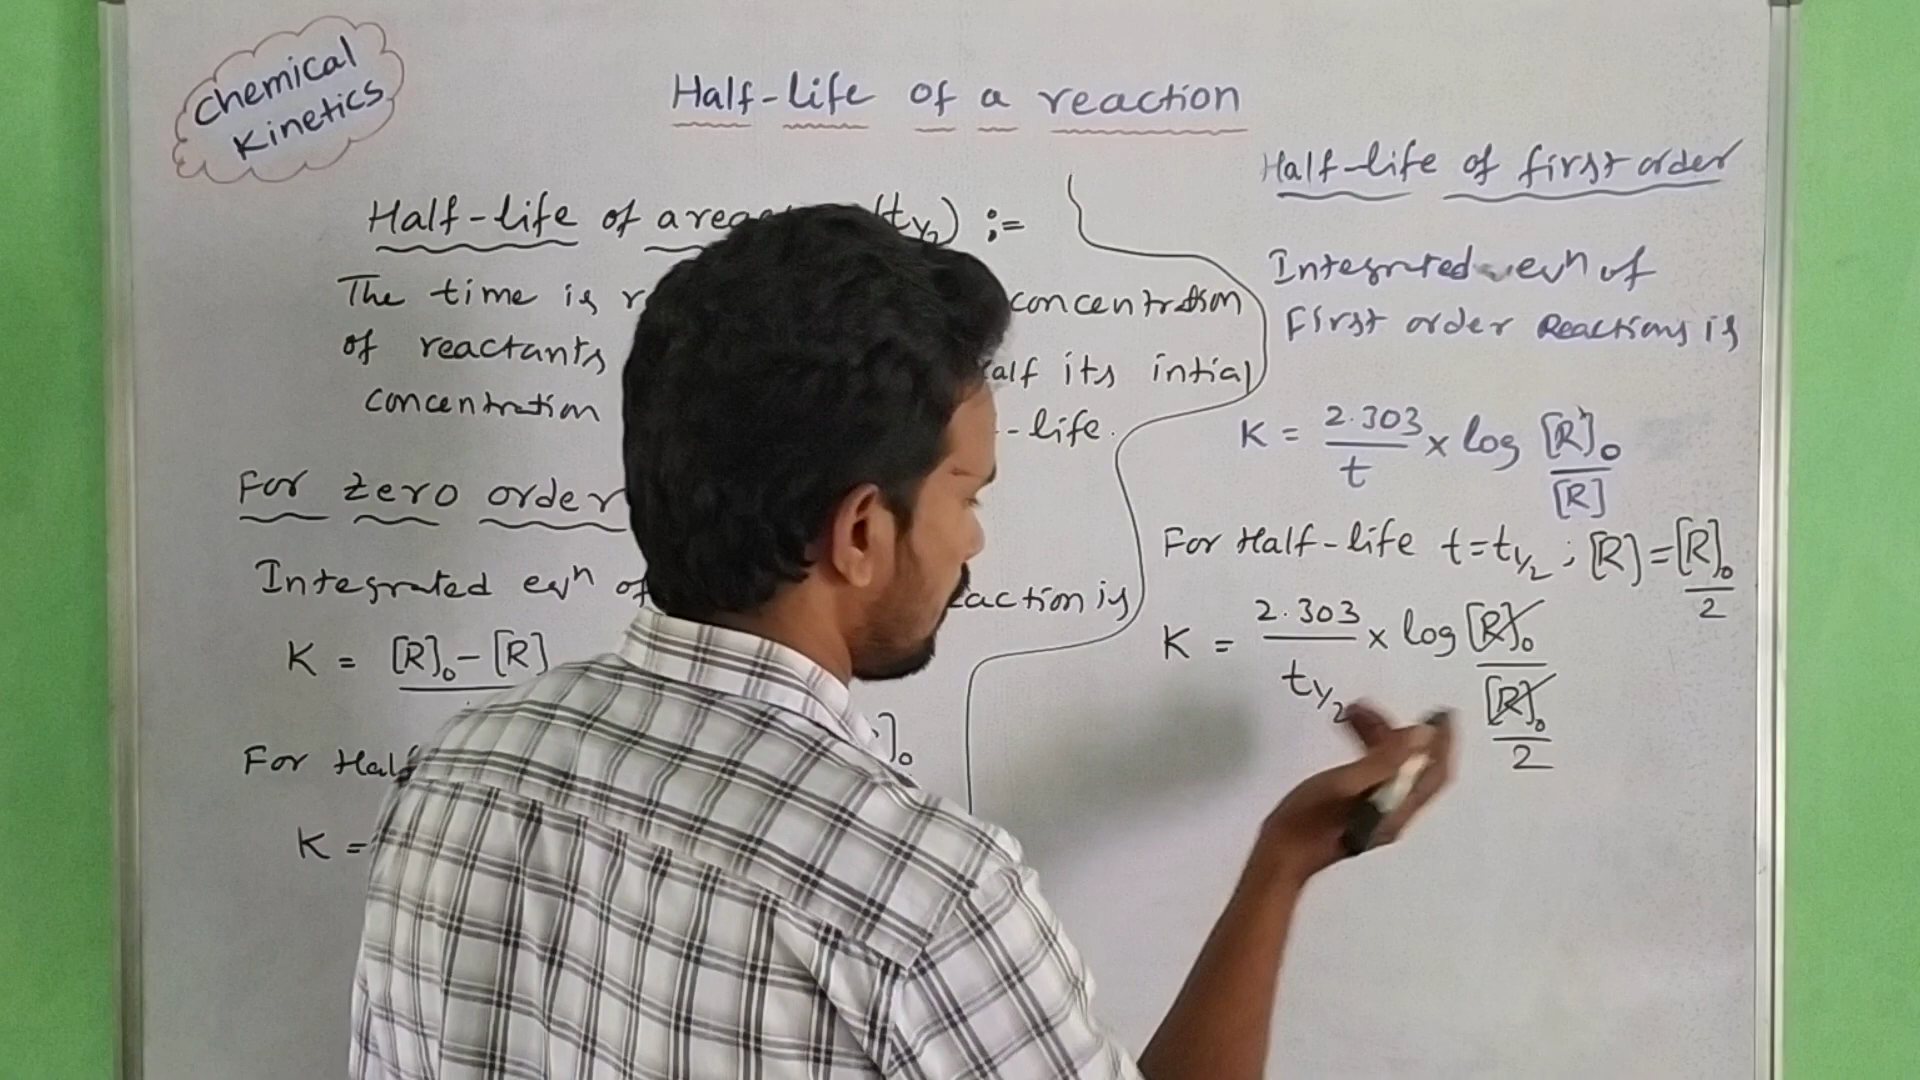 Chemical
Kinetics
Half-life of a reaction
Half-life of a reac (t1/2) :=
The time is concentration
of reactants half its intial
concentration -life.
For zero order
Integrated eqn of reaction is
K = [R]₀ - [R]
For Half ]₀
K =
Half-life of first order
Integrated eqn of
First order Reactions is
K = 2.303/t × log [R]₀/[R]
For Half-life t = t1/2 ; [R] = [R]₀/2
K = 2.303/t1/2 × log [R]₀/[R]₀/2